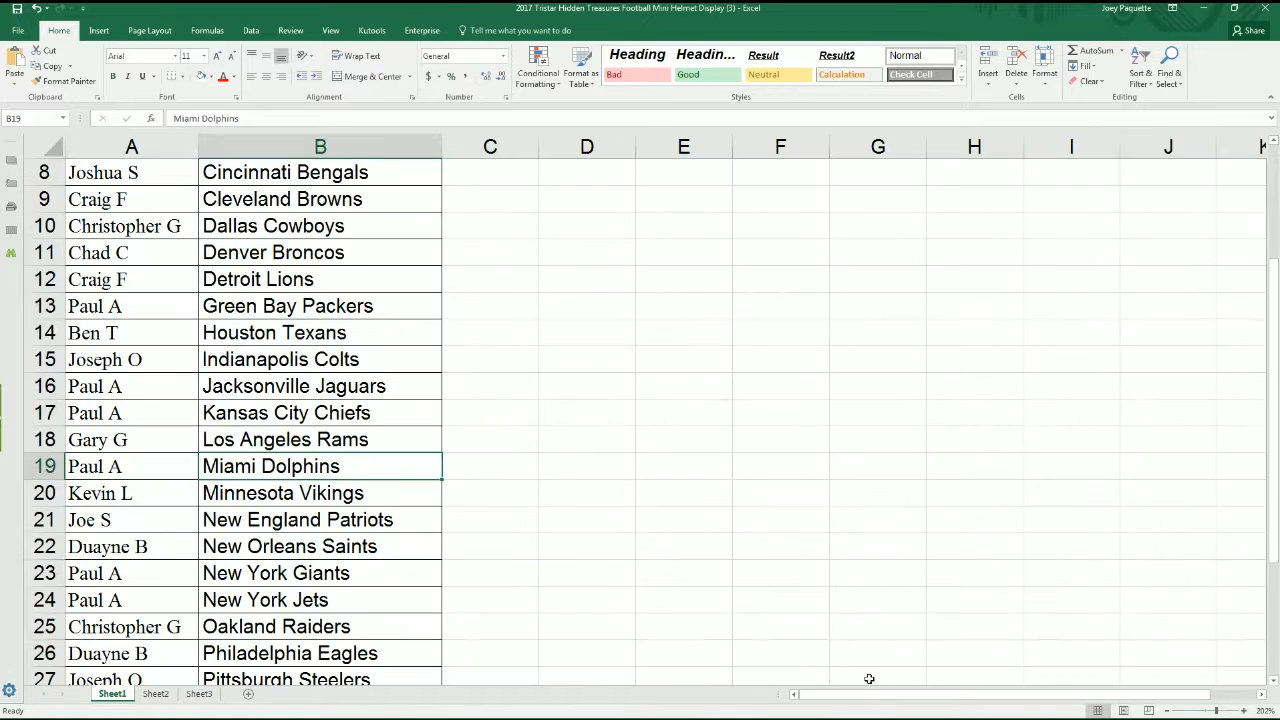 2017 Tristar Hidden Treasures Football Mini Helmet Display (3) - Excel
Joey Paquette
File Home Insert Page Layout Formulas Data Review View Kutools Enterprise Tell me what you want to do... Share
Cut
Copy
Format Painter
Paste
Clipboard
Arial 11
B I U
Font
Wrap Text
Merge & Center
Alignment
General
$ % ,
Number
Conditional Formatting
Format as Table
Heading Headin... Result Result2 Normal
Bad Good Neutral Calculation Check Cell
Styles
Insert Delete Format
Cells
AutoSum
Fill
Clear
Sort & Filter
Find & Select
Editing
B19 fx Miami Dolphins
A B C D E F G H I J K
8 Joshua S Cincinnati Bengals
9 Craig F Cleveland Browns
10 Christopher G Dallas Cowboys
11 Chad C Denver Broncos
12 Craig F Detroit Lions
13 Paul A Green Bay Packers
14 Ben T Houston Texans
15 Joseph O Indianapolis Colts
16 Paul A Jacksonville Jaguars
17 Paul A Kansas City Chiefs
18 Gary G Los Angeles Rams
19 Paul A Miami Dolphins
20 Kevin L Minnesota Vikings
21 Joe S New England Patriots
22 Duayne B New Orleans Saints
23 Paul A New York Giants
24 Paul A New York Jets
25 Christopher G Oakland Raiders
26 Duayne B Philadelphia Eagles
27 Joseph O Pittsburgh Steelers
Sheet1 Sheet2 Sheet3
Ready
202%